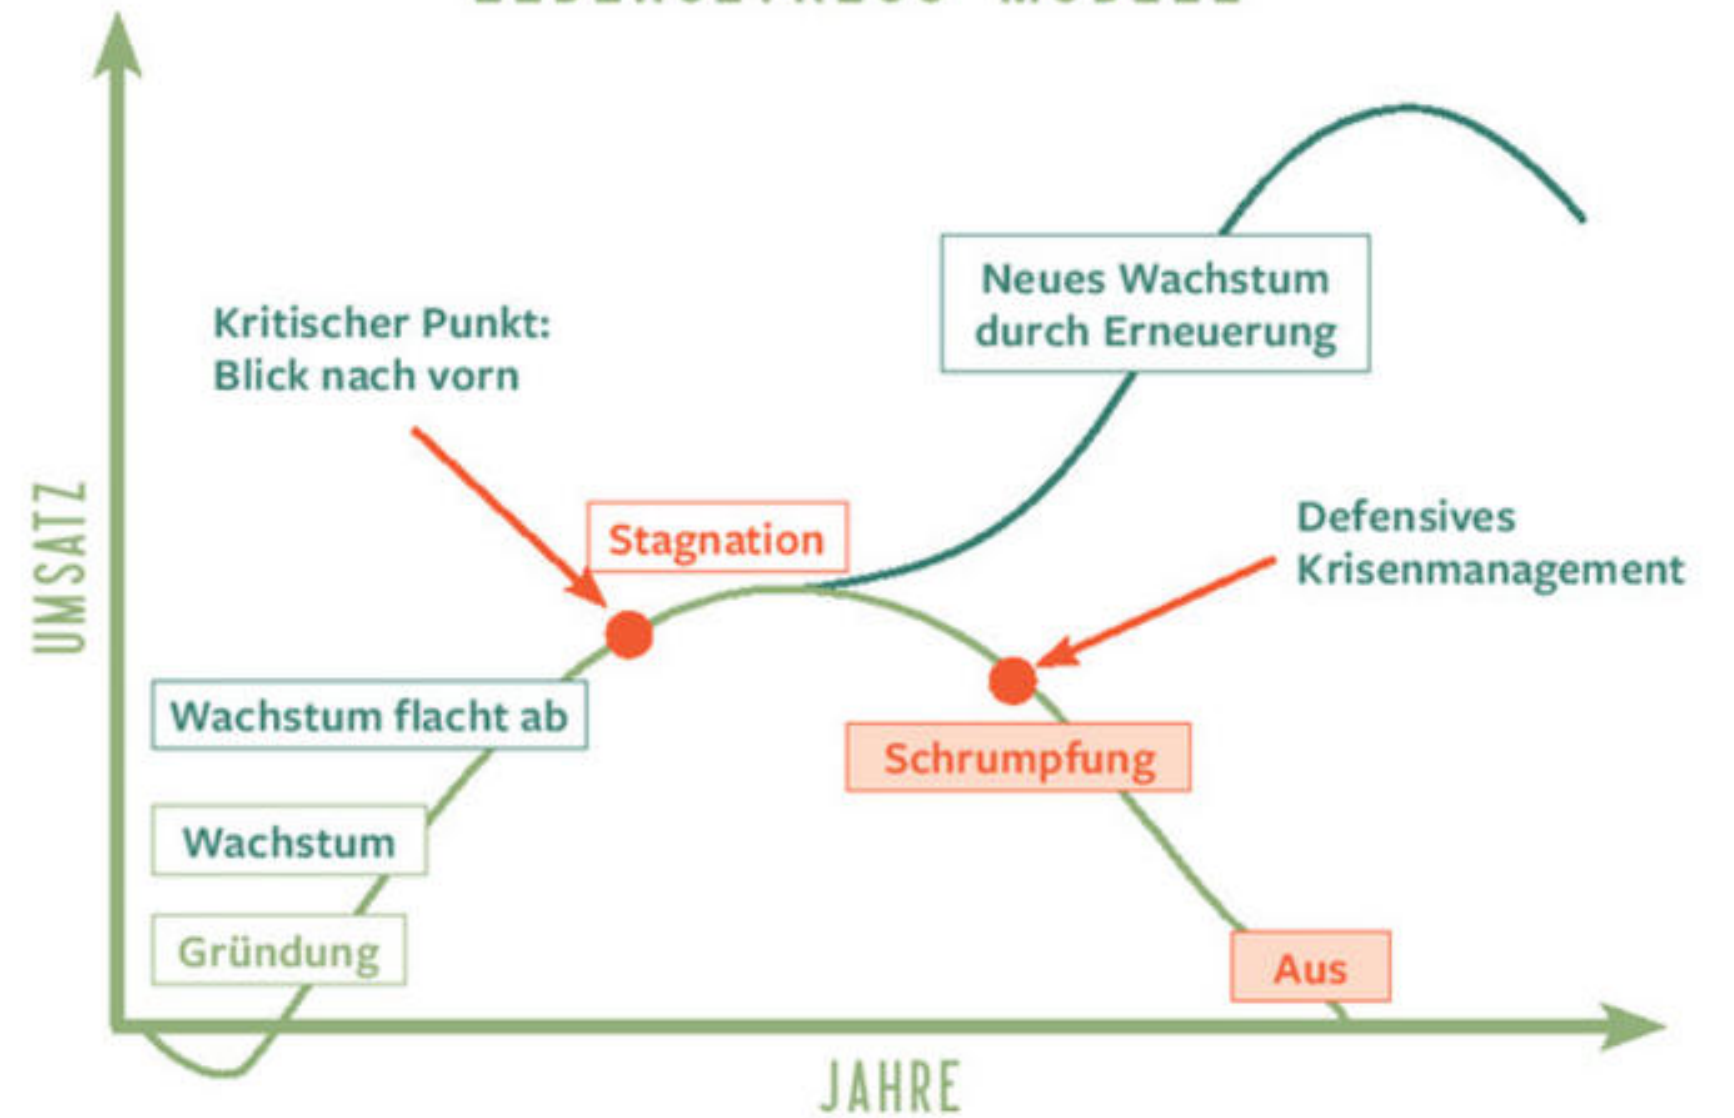 Kritischer Punkt:
Blick nach vorn
Neues Wachstum
durch Erneuerung
Stagnation
Defensives
Krisenmanagement
UMSATZ
Wachstum flacht ab
Schrumpfung
Wachstum
Gründung
Aus
JAHRE